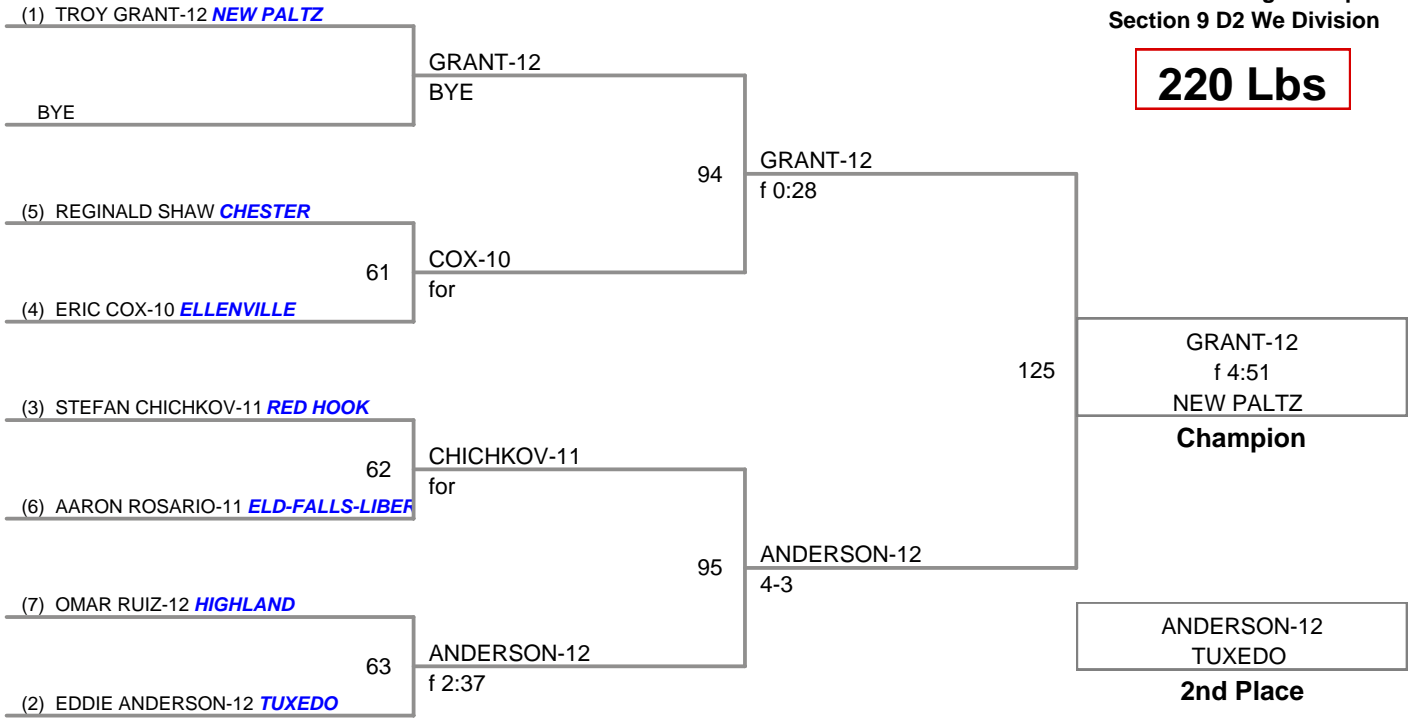 (1) TROY GRANT-12 NEW PALTZ
Section 9 D2 We Division
220 Lbs
GRANT-12
BYE
BYE
94
GRANT-12
f 0:28
(5) REGINALD SHAW CHESTER
61
COX-10
for
(4) ERIC COX-10 ELLENVILLE
125
GRANT-12
f 4:51
NEW PALTZ
Champion
(3) STEFAN CHICHKOV-11 RED HOOK
62
CHICHKOV-11
for
(6) AARON ROSARIO-11 ELD-FALLS-LIBER
95
ANDERSON-12
4-3
(7) OMAR RUIZ-12 HIGHLAND
63
ANDERSON-12
f 2:37
(2) EDDIE ANDERSON-12 TUXEDO
ANDERSON-12
TUXEDO
2nd Place